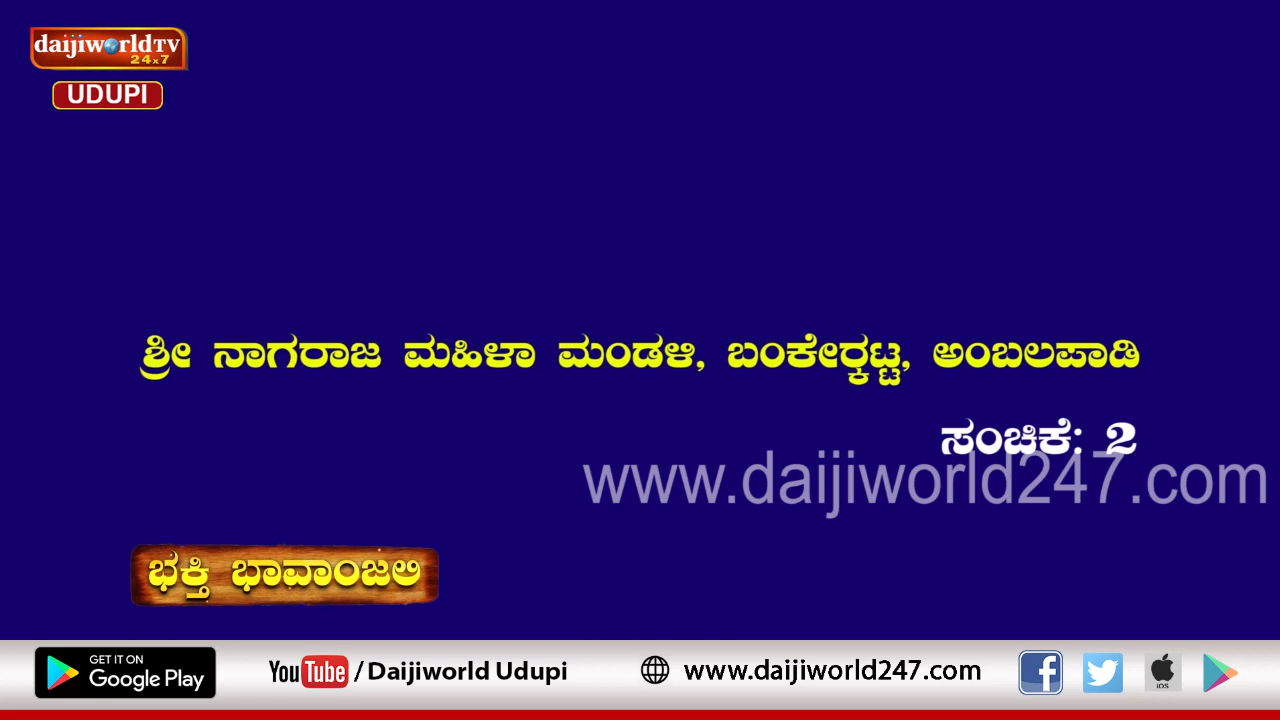 daijiworldTV
24x7
UDUPI
ಶ್ರೀ ನಾಗರಾಜ ಮಹಿಳಾ ಮಂಡಳಿ, ಬಂಕೇರ್‍ಕಟ್ಟ, ಅಂಬಲಪಾಡಿ
ಸಂಚಿಕೆ: 2
www.daijiworld247.com
ಭಕ್ತಿ ಭಾವಾಂಜಲಿ
GET IT ON
Google Play
YouTube /Daijiworld Udupi
www.daijiworld247.com
iOS